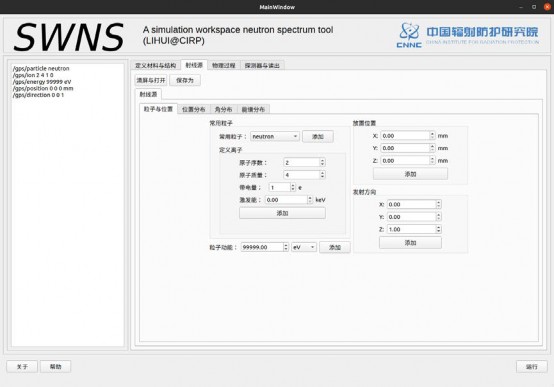 MainWindow
SWNS
A simulation workspace neutron spectrum tool
(LIHUI@CIRP)
CNNC
中国辐射防护研究院
CHINA INSTITUTE FOR RADIATION PROTECTION
/gps/particle neutron
/gps/ion 2 4 1 0
/gps/energy 99999 eV
/gps/position 0 0 0 mm
/gps/direction 0 0 1
定义材料与结构 射线源 物理过程 探测器与读出
清屏与打开 保存为
射线源
粒子与位置 位置分布 角分布 能谱分布
常用粒子
常用粒子： neutron 添加
定义离子
原子序数： 2
原子质量： 4
带电量： 1 e
激发能： 0.00 keV
添加
粒子动能： 99999.00 eV 添加
放置位置
X: 0.00 mm
Y: 0.00 mm
Z: 0.00 mm
添加
发射方向
X: 0.00
Y: 0.00
Z: 1.00
添加
关于 帮助 运行